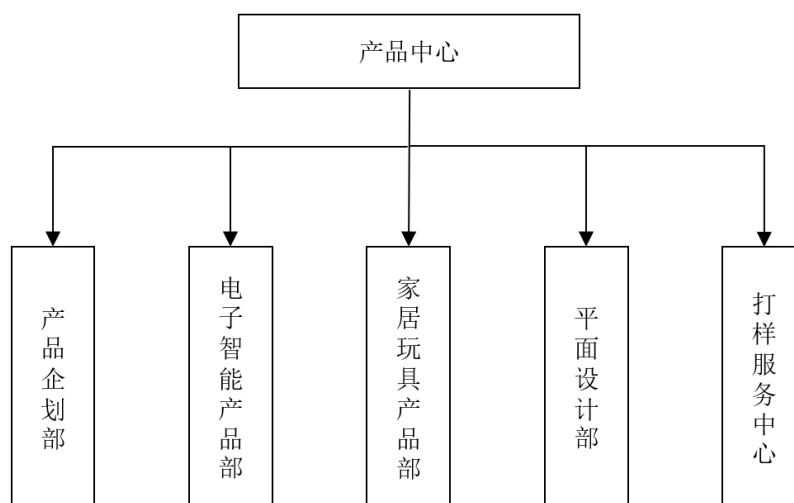 产品中心
产品企划部
电子智能产品部
家居玩具产品部
平面设计部
打样服务中心